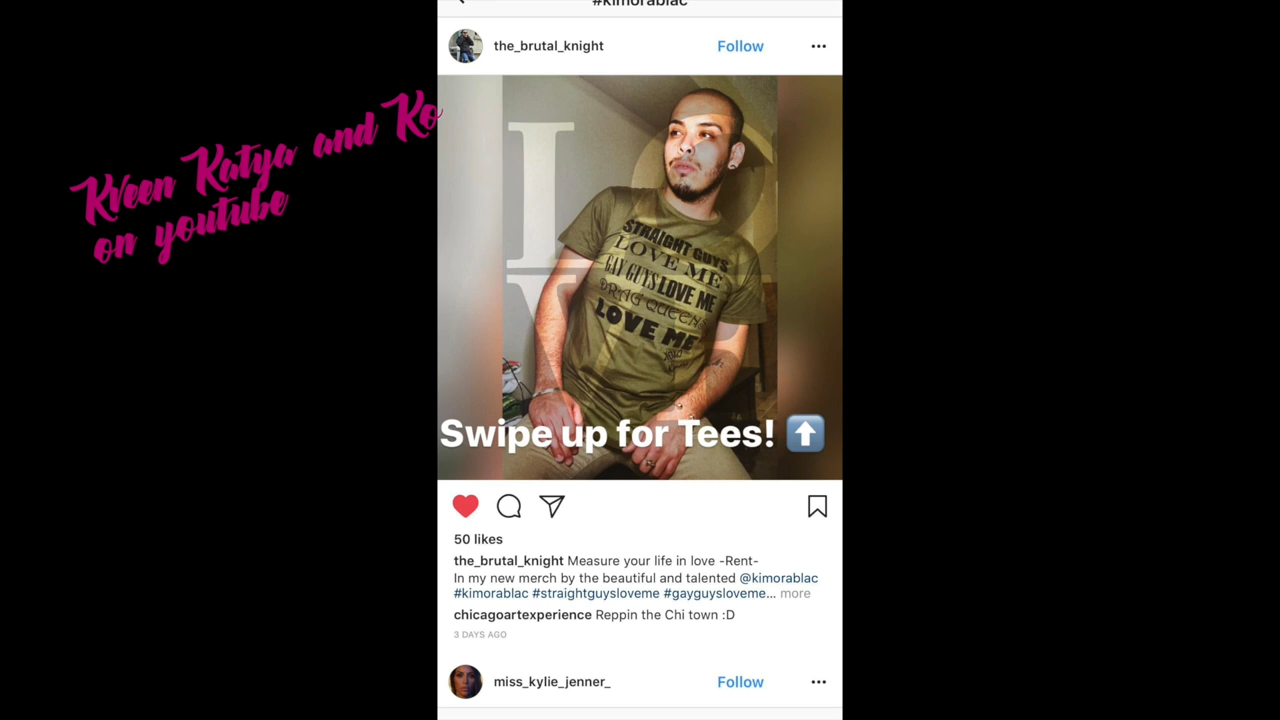 #kimorablac
the_brutal_knight
Follow
Kveen Katya and Ko
on youtube
LOVE
STRAIGHT GUYS
LOVE ME
GAY GUYS LOVE ME
DRAG QUEENS
LOVE ME
Swipe up for Tees! ⬆️
50 likes
the_brutal_knight Measure your life in love -Rent-
In my new merch by the beautiful and talented @kimorablac
#kimorablac #straightguysloveme #gayguysloveme... more
chicagoartexperience Reppin the Chi town :D
3 DAYS AGO
miss_kylie_jenner_
Follow